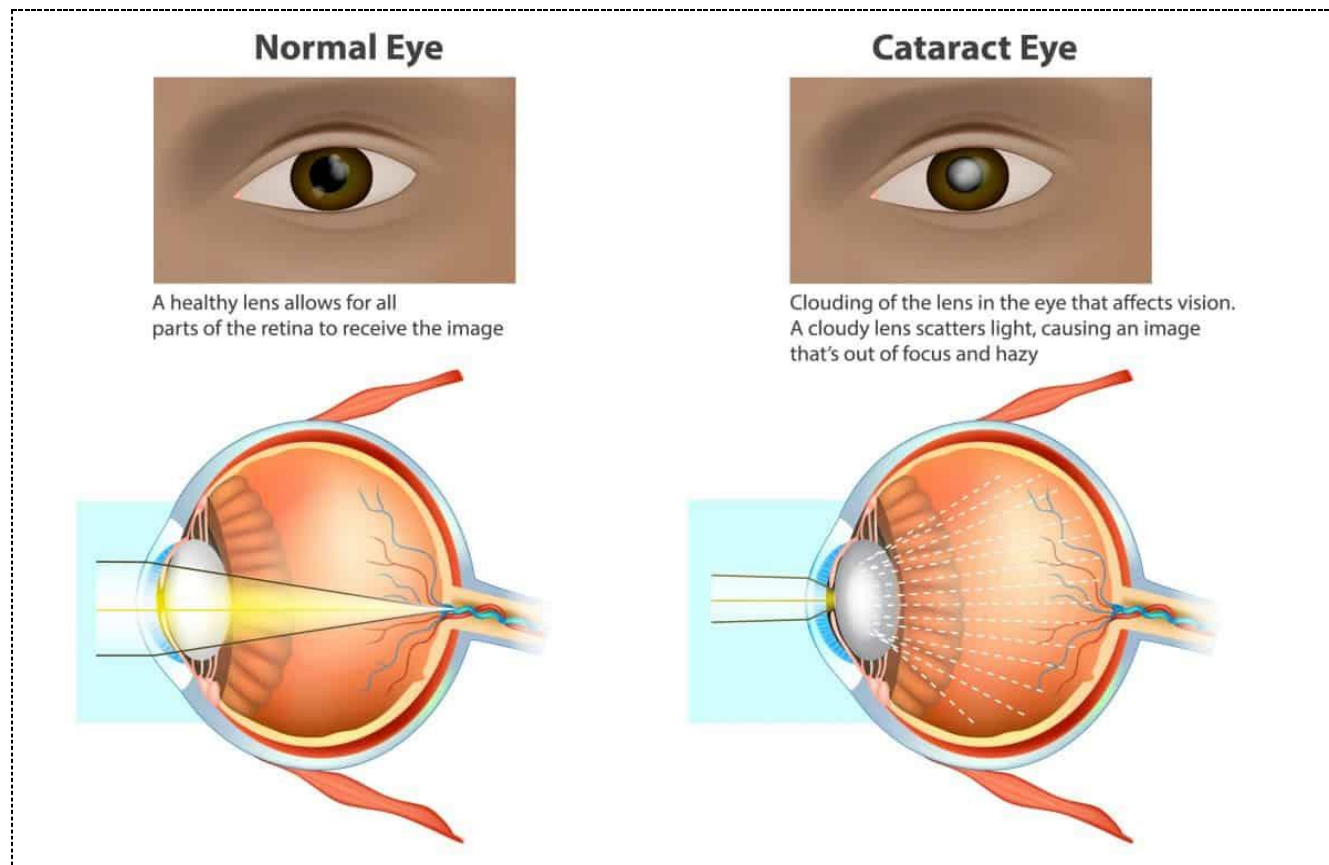 Normal Eye
A healthy lens allows for all
parts of the retina to receive the image
Cataract Eye
Clouding of the lens in the eye that affects vision.
A cloudy lens scatters light, causing an image
that's out of focus and hazy